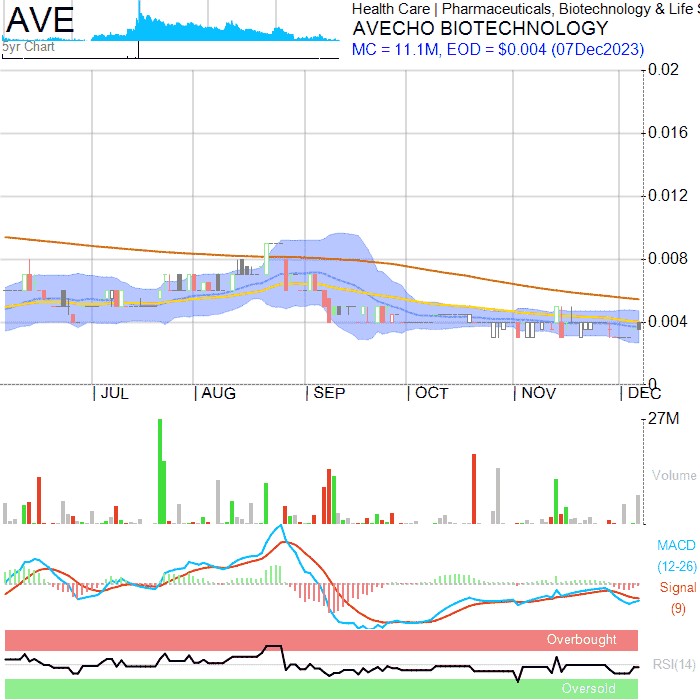 AVE
5yr Chart
Health Care | Pharmaceuticals, Biotechnology & Life S
AVECHO BIOTECHNOLOGY
MC = 11.1M, EOD = $0.004 (07Dec2023)
0.02
0.016
0.012
0.008
0.004
0
JUL AUG SEP OCT NOV DEC
27M
Volume
MACD
(12-26)
Signal
(9)
Overbought
RSI(14)
Oversold